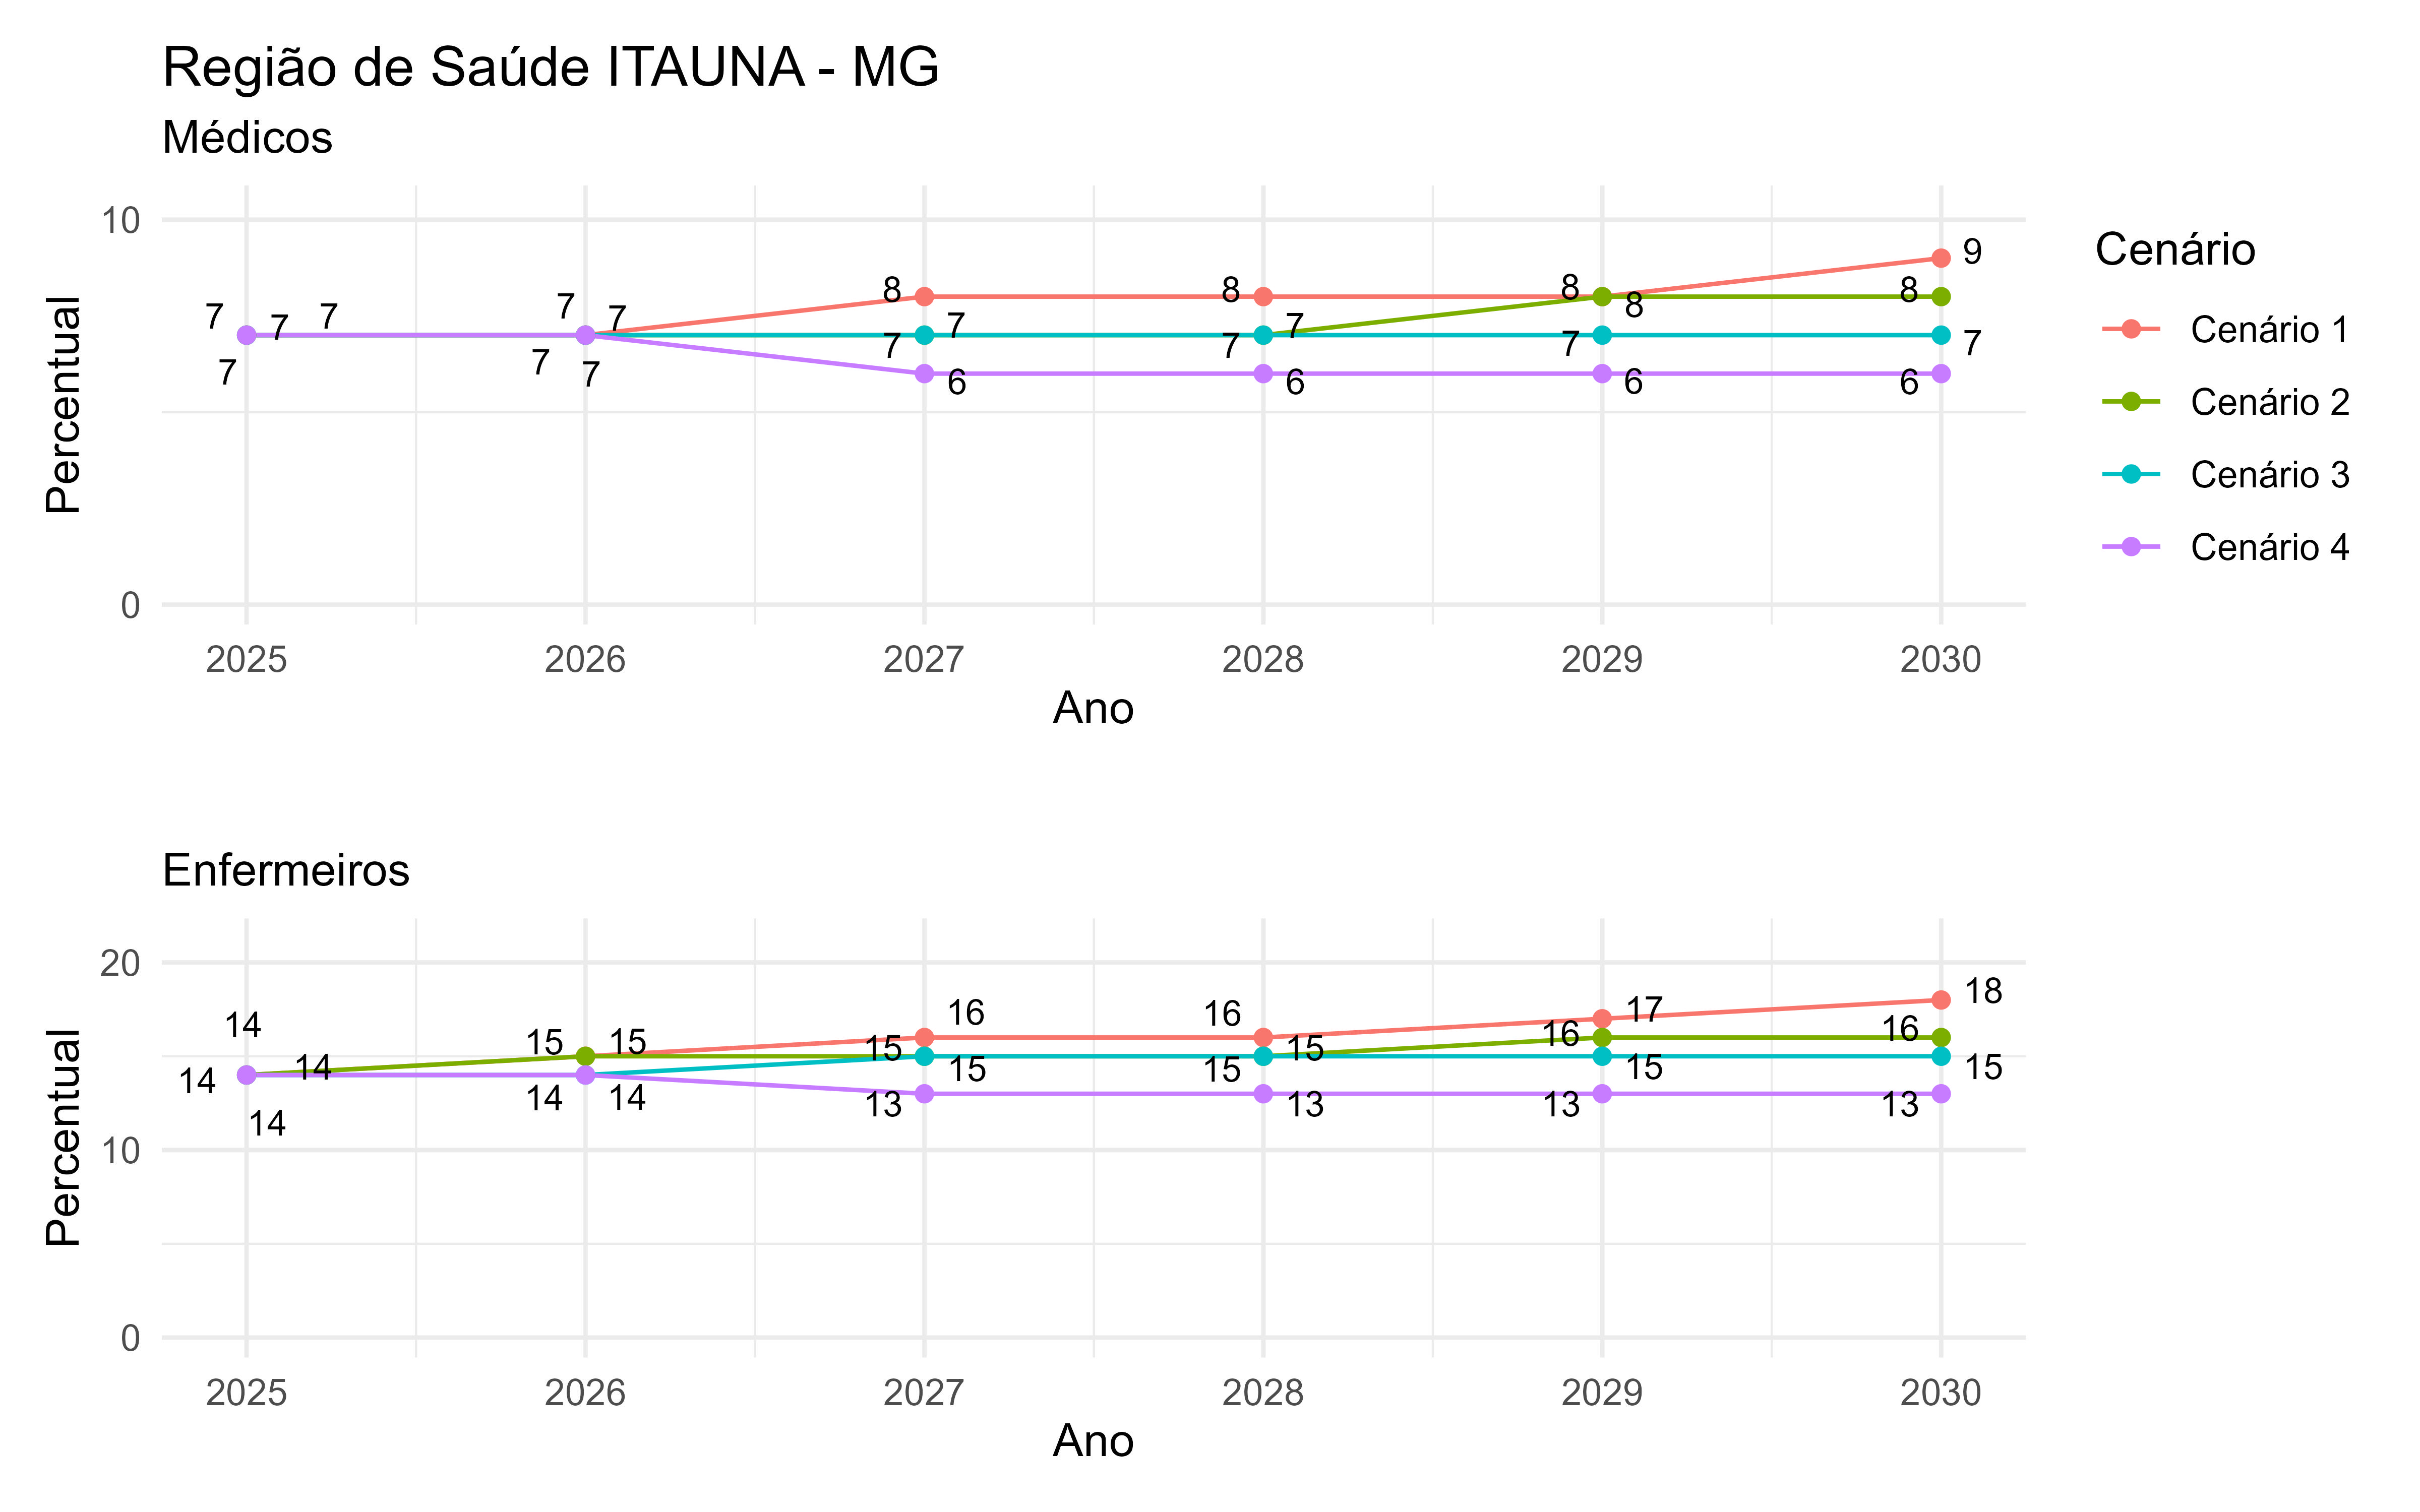 Região de Saúde ITAUNA - MG
Médicos
Percentual
10
0
7 7 7 7
7 7 7 7
8 7 7 6
8 7 7 6
8 8 7 6
9 8 7 6
2025 2026 2027 2028 2029 2030
Ano
Cenário
Cenário 1
Cenário 2
Cenário 3
Cenário 4
Enfermeiros
Percentual
20
10
0
14 14 14 14
15 15 14 14
16 15 15 13
16 15 15 13
17 16 15 13
18 16 15 13
2025 2026 2027 2028 2029 2030
Ano